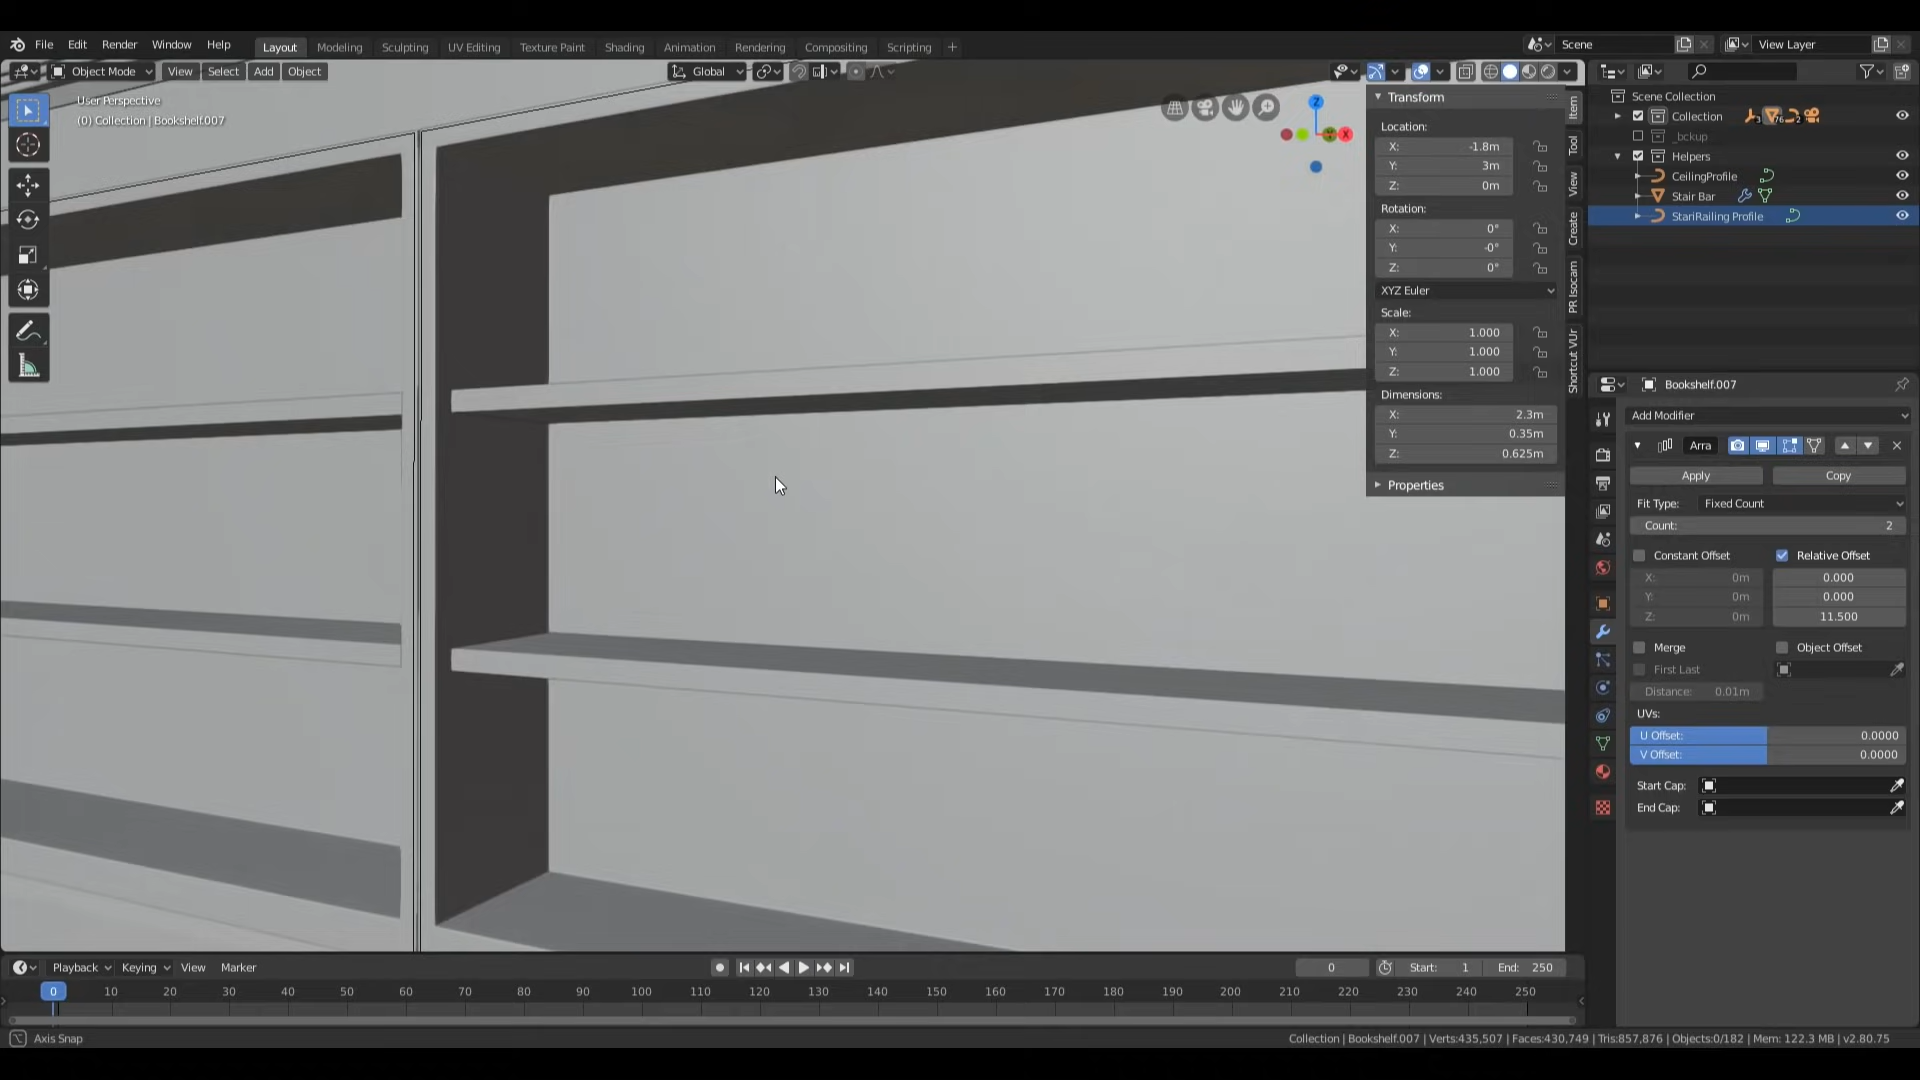 File Edit Render Window Help Layout Modeling Sculpting UV Editing Texture Paint Shading Animation Rendering Compositing Scripting + Scene View Layer
Object Mode View Select Add Object Global
User Perspective
(0) Collection | Bookshelf.007
Z
X
Transform
Location:
X: -1.8m
Y: 3m
Z: 0m
Rotation:
X: 0°
Y: -0°
Z: 0°
XYZ Euler
Scale:
X: 1.000
Y: 1.000
Z: 1.000
Dimensions:
X: 2.3m
Y: 0.35m
Z: 0.625m
Properties
Item
Tool
View
Create
PR Isocam
Shortcut VUr
Scene Collection
Collection 3 76 2
_bckup
Helpers
CeilingProfile
Stair Bar
StariRailing Profile
Bookshelf.007
Add Modifier
Arra
Apply Copy
Fit Type: Fixed Count
Count: 2
Constant Offset Relative Offset
X: 0m 0.000
Y: 0m 0.000
Z: 0m 11.500
Merge Object Offset
First Last
Distance: 0.01m
UVs:
U Offset: 0.0000
V Offset: 0.0000
Start Cap:
End Cap:
Playback Keying View Marker 0 Start: 1 End: 250
0 10 20 30 40 50 60 70 80 90 100 110 120 130 140 150 160 170 180 190 200 210 220 230 240 250
Axis Snap Collection | Bookshelf.007 | Verts:435,507 | Faces:430,749 | Tris:857,876 | Objects:0/182 | Mem: 122.3 MB | v2.80.75